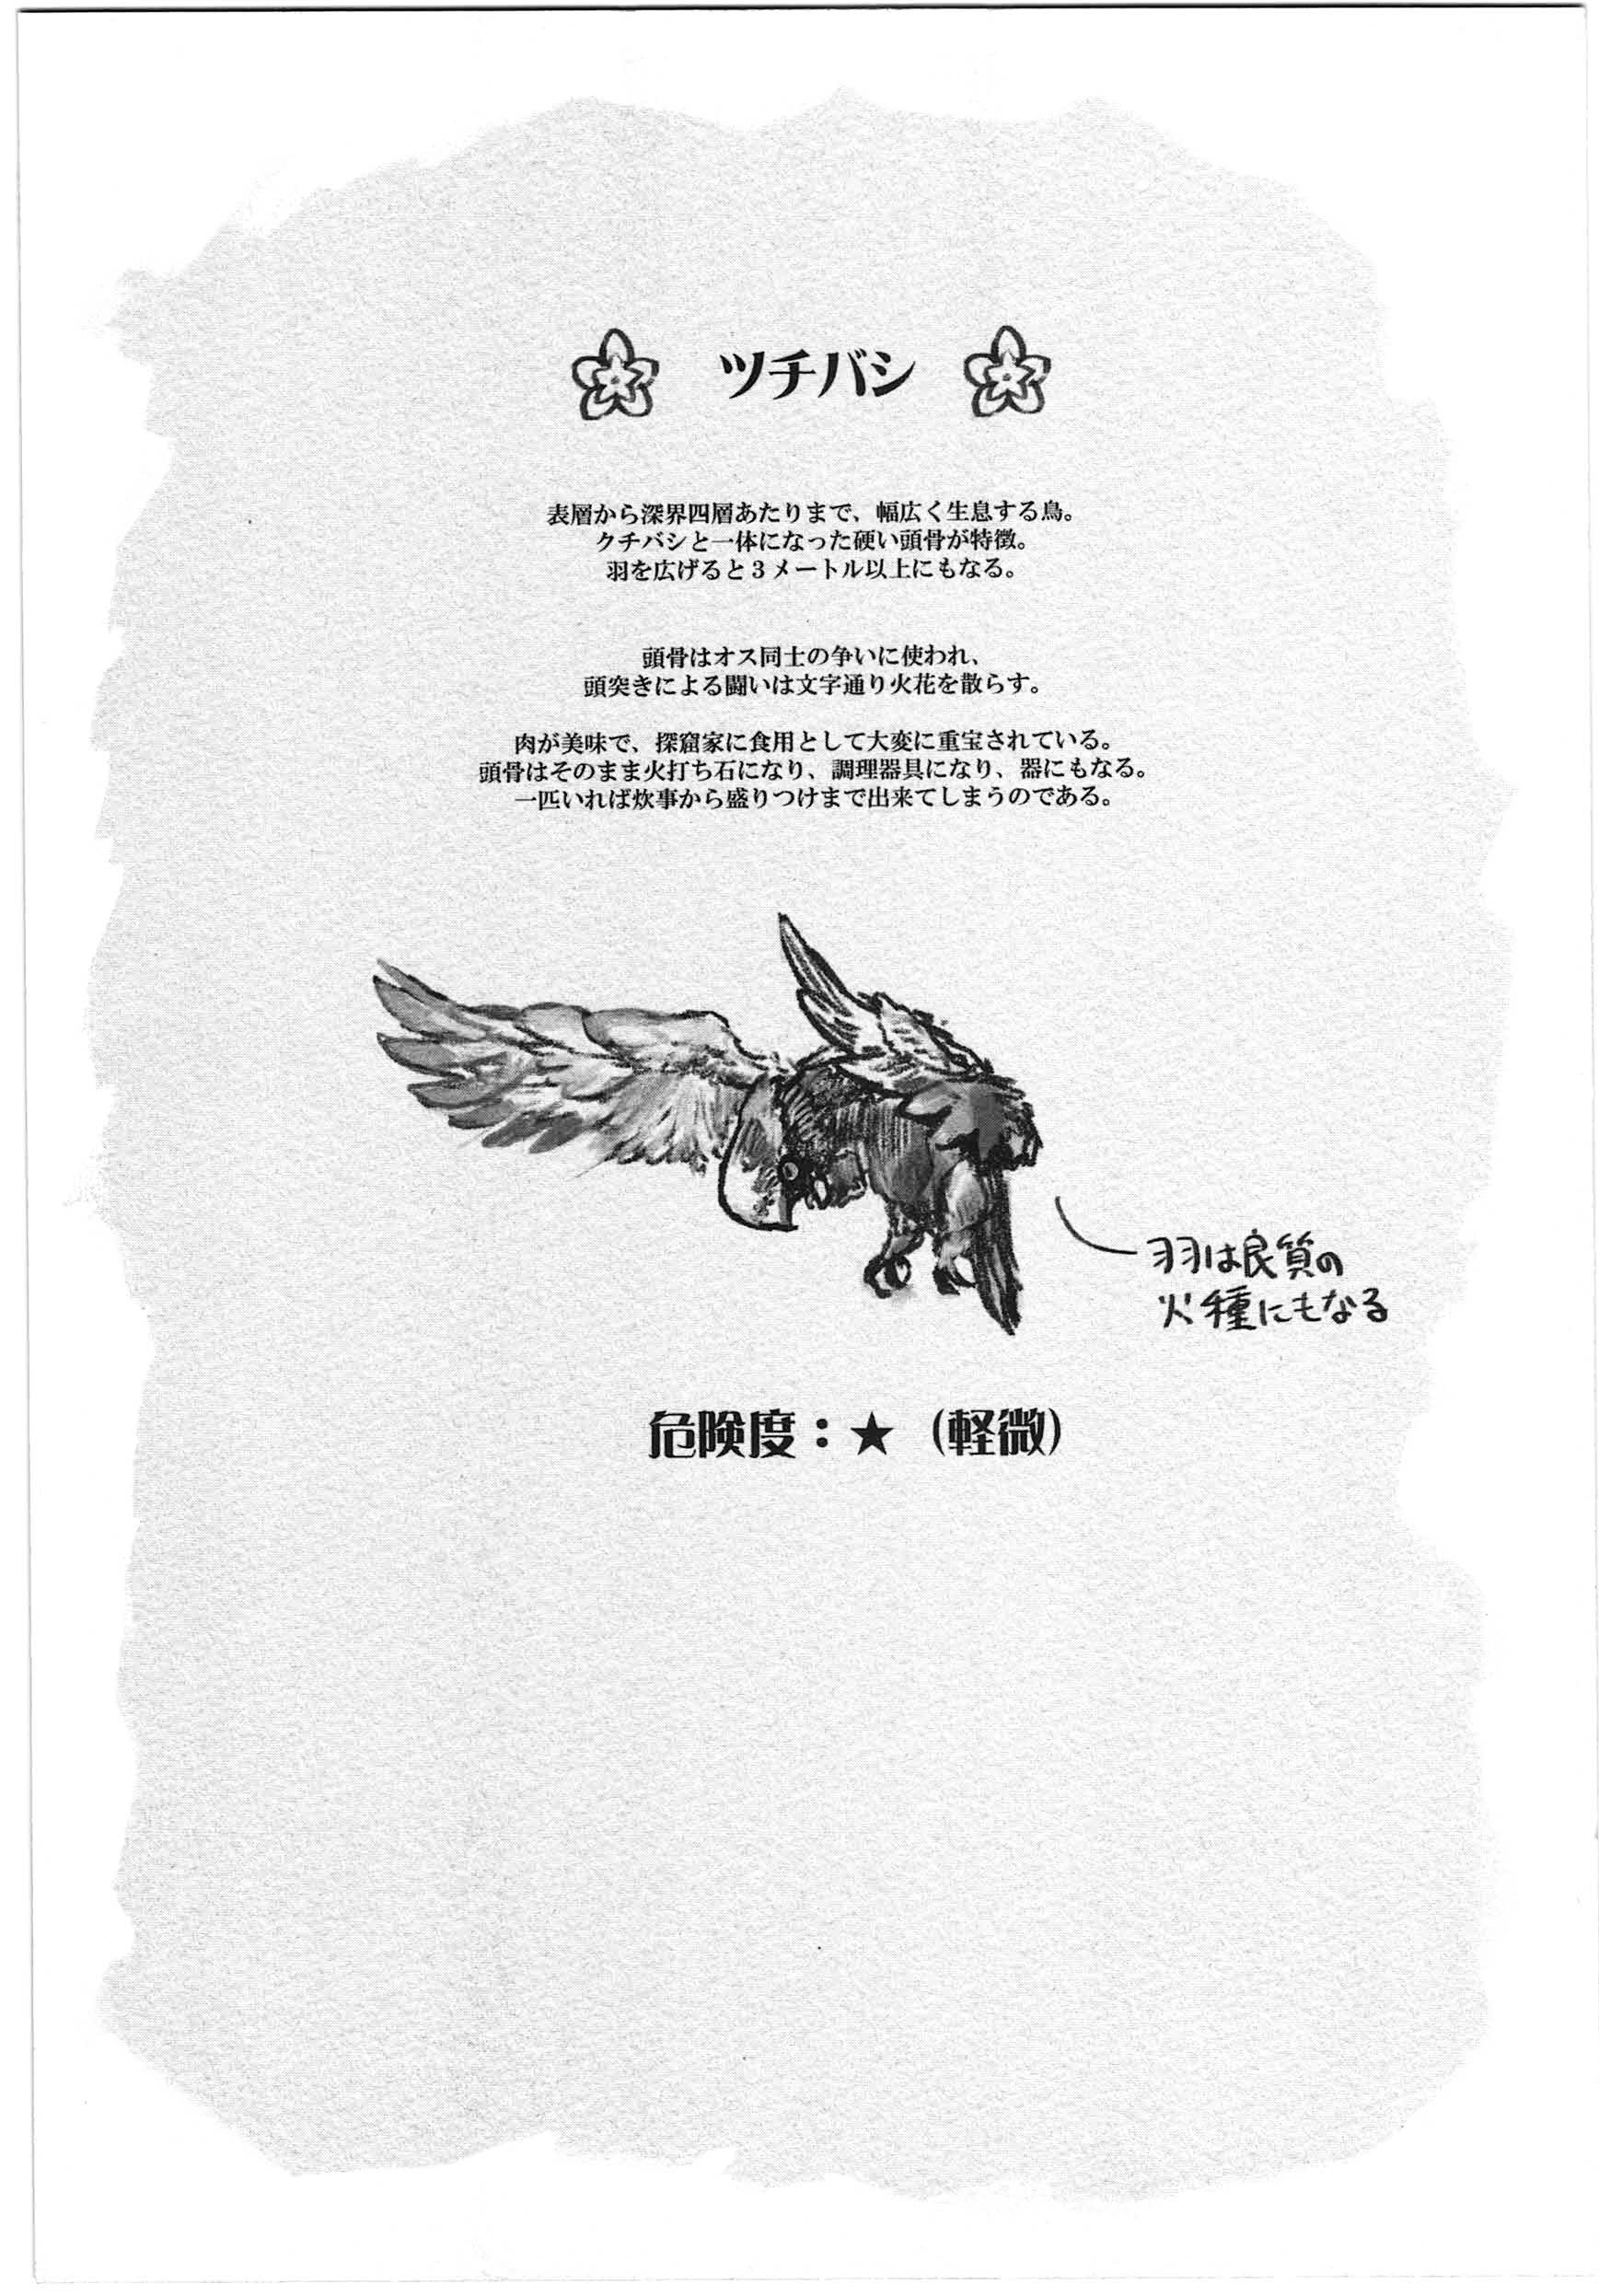 ツチバシ
表層から深界四層あたりまで、幅広く生息する鳥。
クチバシと一体になった硬い頭骨が特徴。
羽を広げると３メートル以上にもなる。
頭骨はオス同士の争いに使われ、
頭突きによる闘いは文字通り火花を散らす。
肉が美味で、探窟家に食用として大変に重宝されている。
頭骨はそのまま火打ち石になり、調理器具になり、器にもなる。
一匹いれば炊事から盛りつけまで出来てしまうのである。
羽は良質の
火種にもなる
危険度：★（軽微）